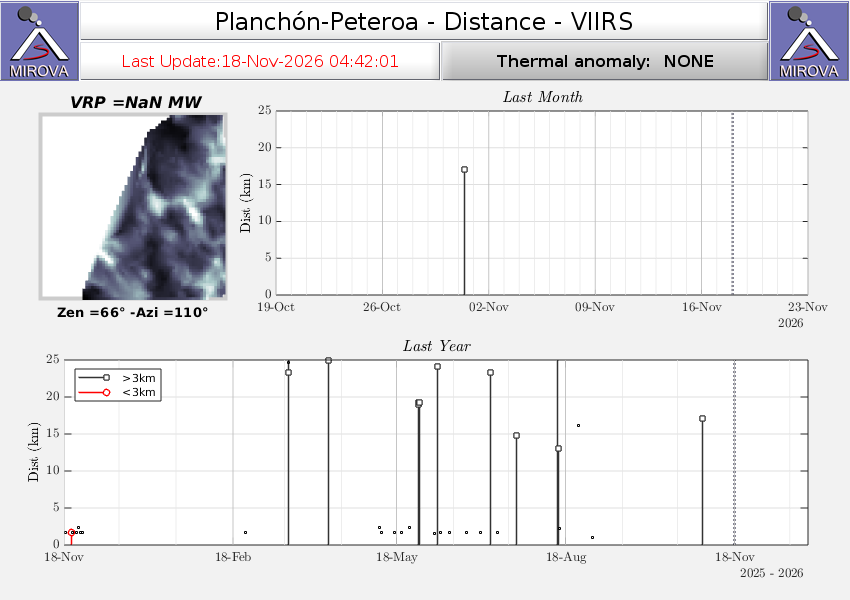 Planchón-Peteroa - Distance - VIIRS
MIROVA
Last Update:18-Nov-2026 04:42:01
Thermal anomaly: NONE
MIROVA
VRP =NaN MW
Zen =66° -Azi =110°
Last Month
Dist (km)
25
20
15
10
5
0
19-Oct
26-Oct
02-Nov
09-Nov
16-Nov
23-Nov
2026
Last Year
Dist (km)
25
20
15
10
5
0
>3km
<3km
18-Nov
18-Feb
18-May
18-Aug
18-Nov
2025 - 2026